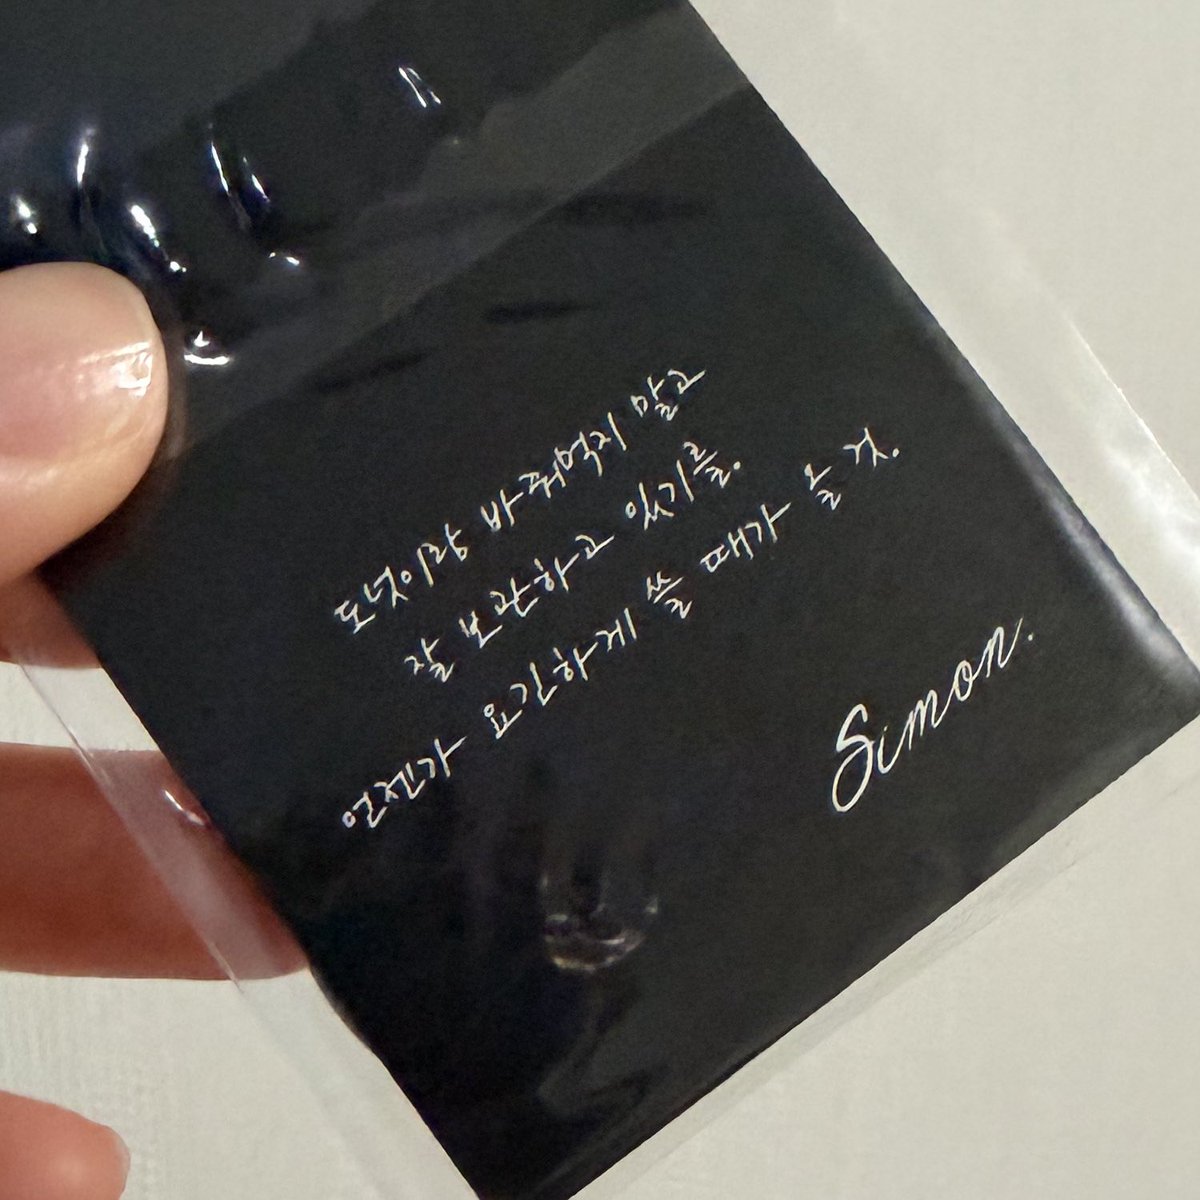 도넛이랑 바꿔먹지 말고
잘 보관하고 있기를.
언젠가 요긴하게 쓸 때가 올 것.
Simon.